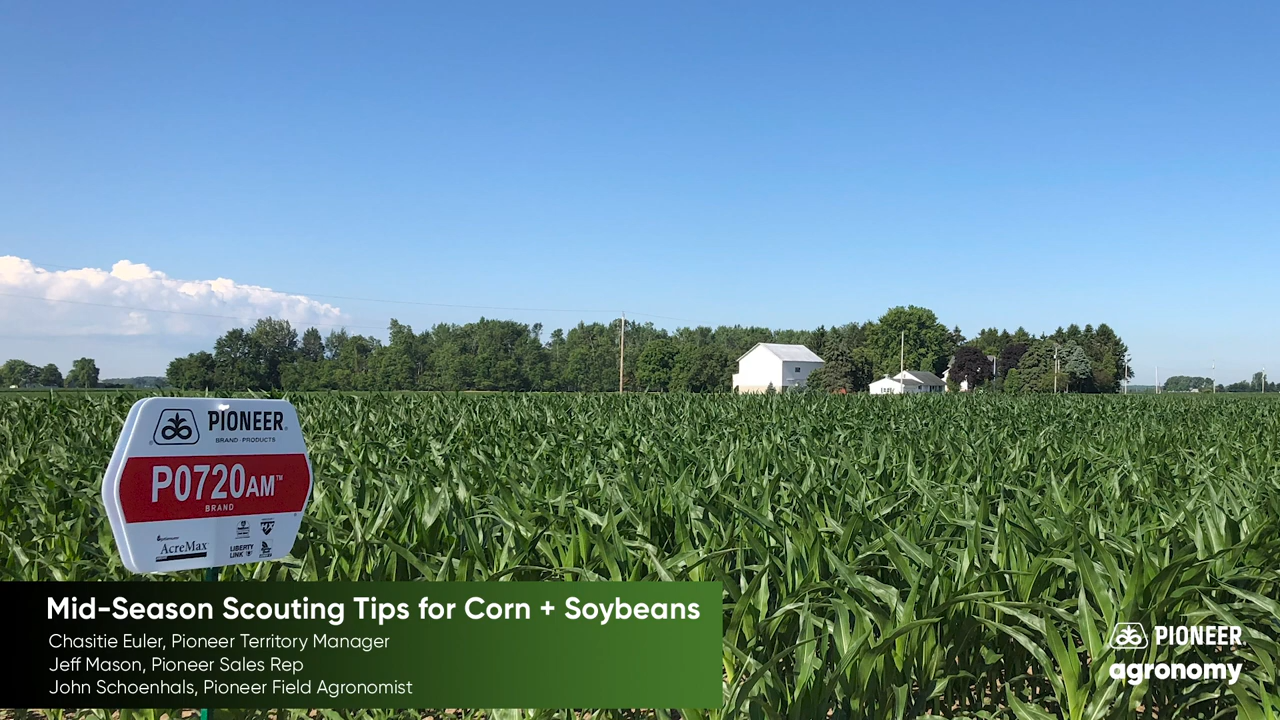 PIONEER
BRAND · PRODUCTS
P0720AM™
BRAND
AcreMax
LIBERTY
LINK
Mid-Season Scouting Tips for Corn + Soybeans
Chasitie Euler, Pioneer Territory Manager
Jeff Mason, Pioneer Sales Rep
John Schoenhals, Pioneer Field Agronomist
PIONEER
agronomy